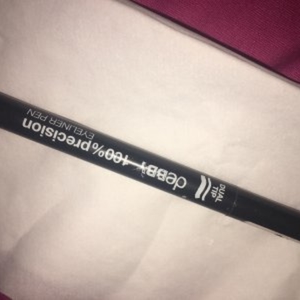 deBBY 100%precision
EYELINER PEN
DUAL
TIP